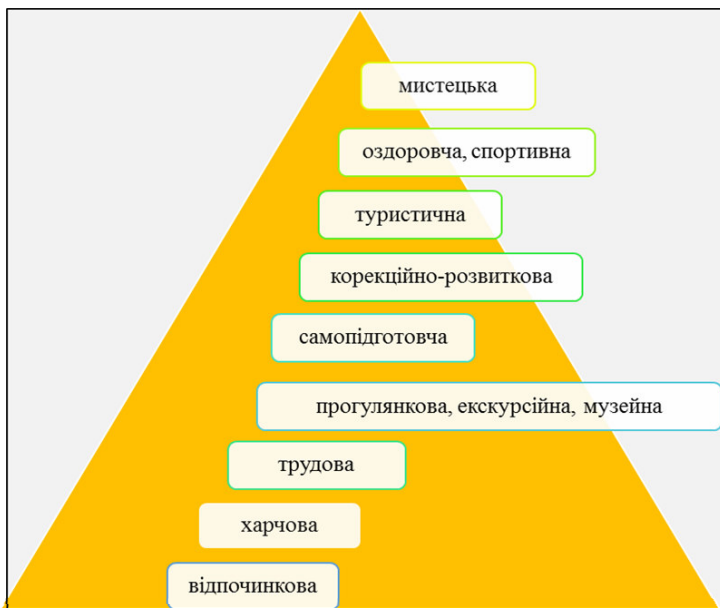 мистецька
оздоровча, спортивна
туристична
корекційно-розвиткова
самопідготовча
прогулянкова, екскурсійна, музейна
трудова
харчова
відпочинкова